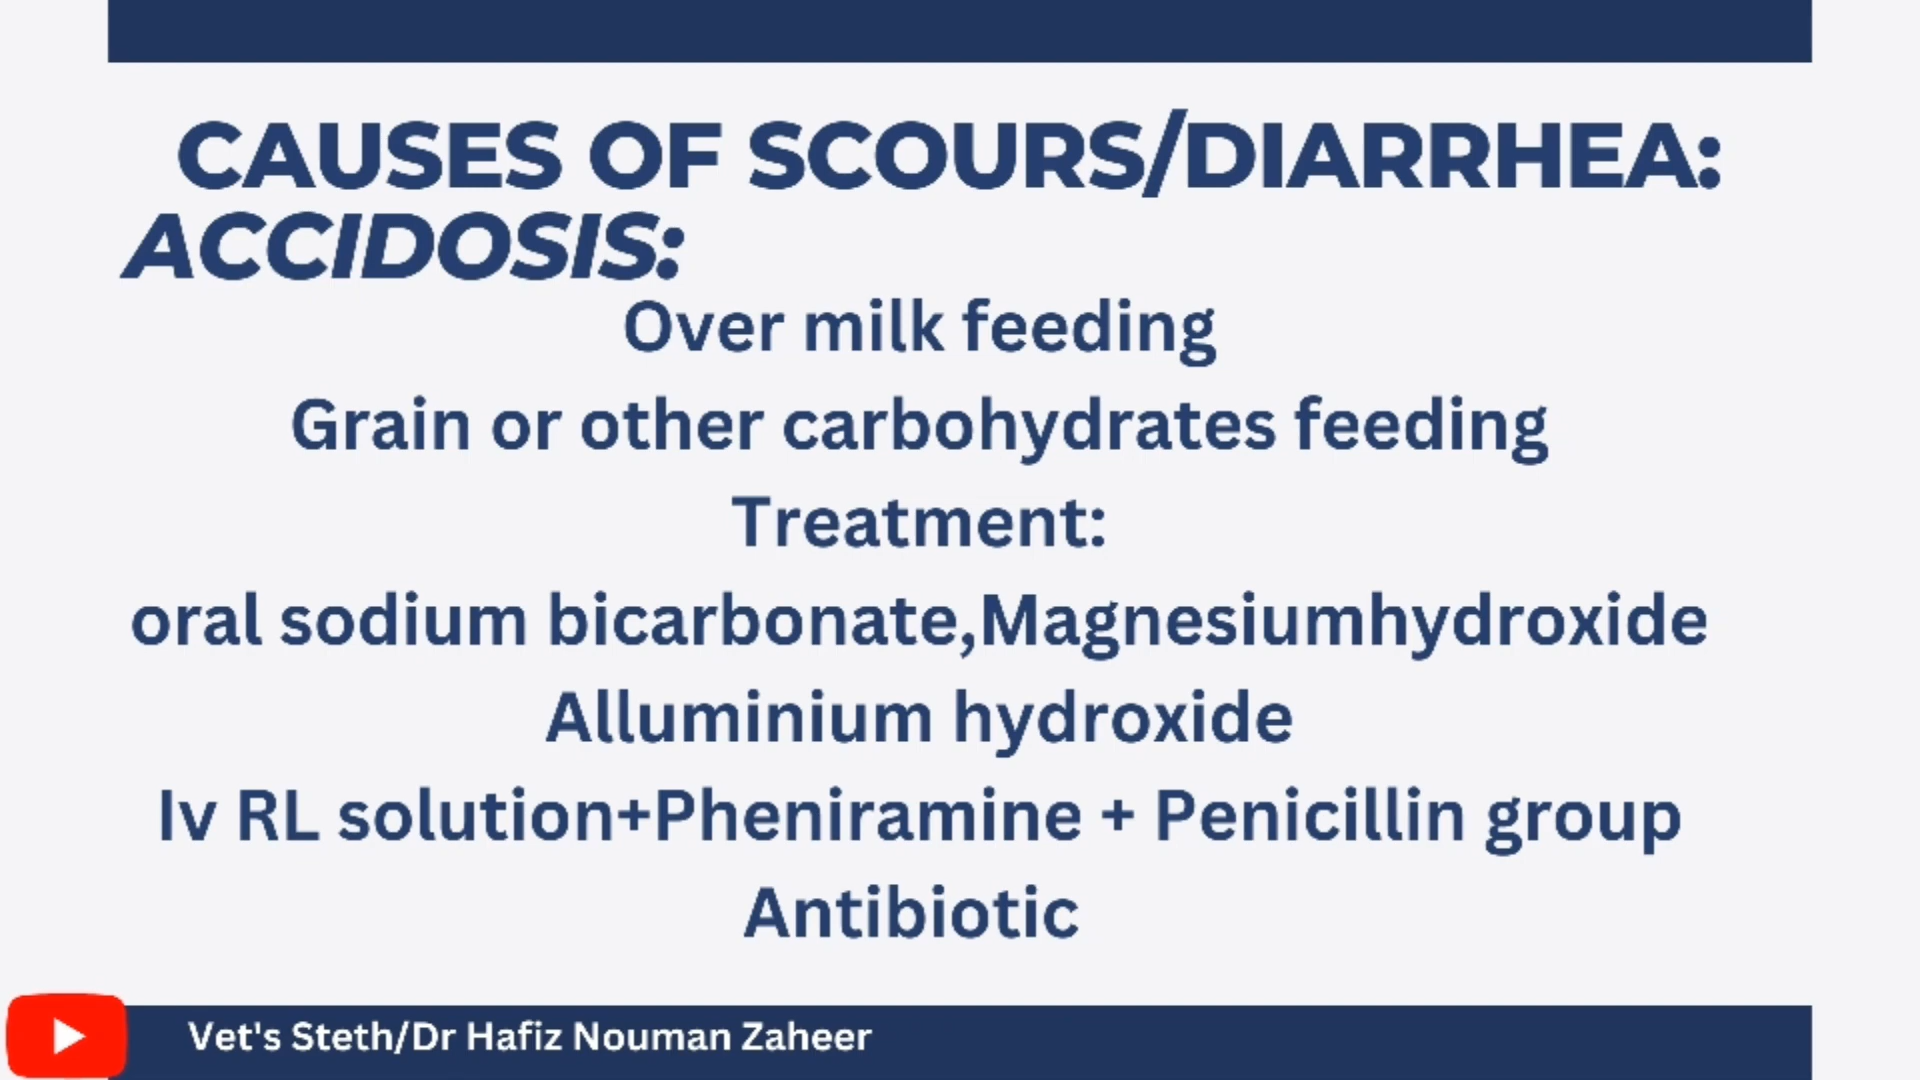 CAUSES OF SCOURS/DIARRHEA:
ACCIDOSIS:
Over milk feeding
Grain or other carbohydrates feeding
Treatment:
oral sodium bicarbonate,Magnesiumhydroxide
Alluminium hydroxide
Iv RL solution+Pheniramine + Penicillin group
Antibiotic
Vet's Steth/Dr Hafiz Nouman Zaheer